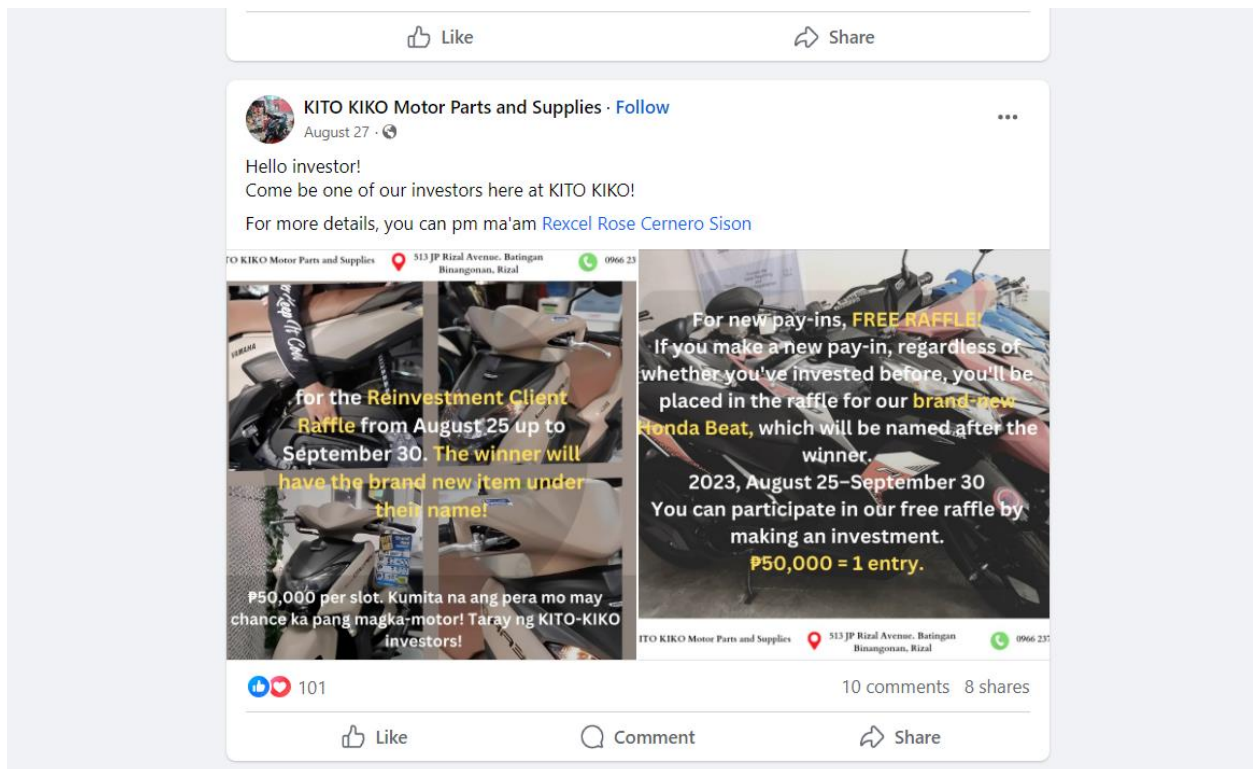 Like
Share
KITO KIKO Motor Parts and Supplies · Follow
August 27 ·
Hello investor!
Come be one of our investors here at KITO KIKO!
For more details, you can pm ma'am Rexcel Rose Cernero Sison
TO KIKO Motor Parts and Supplies
513 JP Rizal Avenue. Batingan
Binangonan, Rizal
0966 23
YAMAHA
Keep It Cool
for the Reinvestment Client
Raffle from August 25 up to
September 30. The winner will
have the brand new item under
their name!
₱50,000 per slot. Kumita na ang pera mo may
chance ka pang magka-motor! Taray ng KITO-KIKO
investors!
For new pay-ins, FREE RAFFLE!
If you make a new pay-in, regardless of
whether you've invested before, you'll be
placed in the raffle for our brand-new
Honda Beat, which will be named after the
winner.
2023, August 25–September 30
You can participate in our free raffle by
making an investment.
₱50,000 = 1 entry.
ITO KIKO Motor Parts and Supplies
513 JP Rizal Avenue. Batingan
Binangonan, Rizal
0966 237
101
10 comments 8 shares
Like
Comment
Share